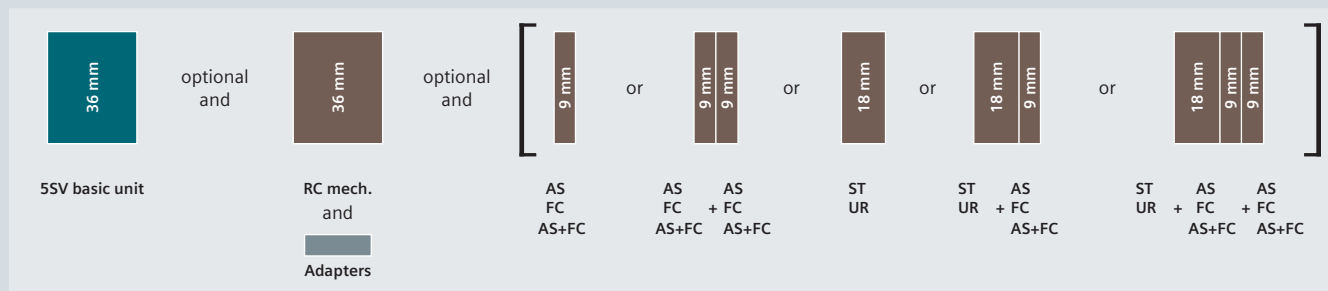 36 mm
optional
and
36 mm
optional
and
9 mm
or
9 mm
9 mm
or
18 mm
or
18 mm
9 mm
or
18 mm
9 mm
9 mm
5SV basic unit
RC mech.
and
Adapters
AS
FC
AS+FC
AS AS
FC + FC
AS+FC AS+FC
ST
UR
ST AS
UR + FC
AS+FC
ST AS AS
UR + FC + FC
AS+FC AS+FC